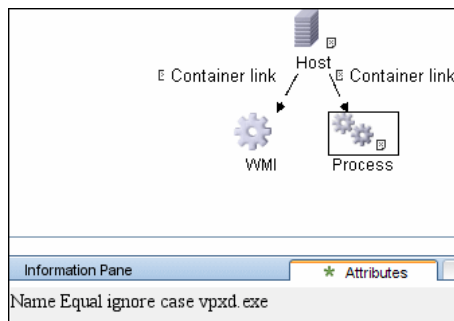 Host
Container link Container link
WMI Process
Information Pane * Attributes
Name Equal ignore case vpxd.exe